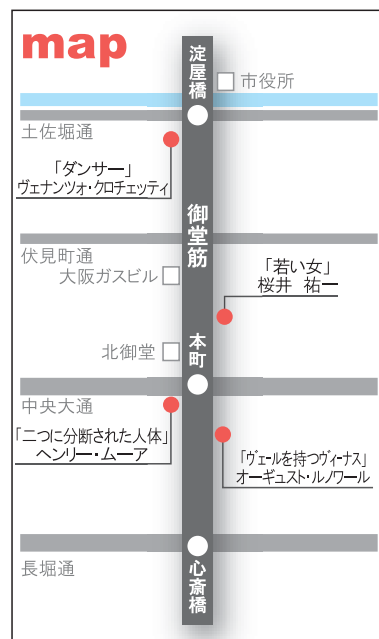 map
淀屋橋
市役所
土佐堀通
「ダンサー」
ヴェナンツォ・クロチェッティ
御堂筋
伏見町通
大阪ガスビル
「若い女」
桜井 祐一
北御堂
本町
中央大通
「二つに分断された人体」
ヘンリー・ムーア
「ヴェールを持つヴィーナス」
オーギュスト・ルノワール
長堀通
心斎橋